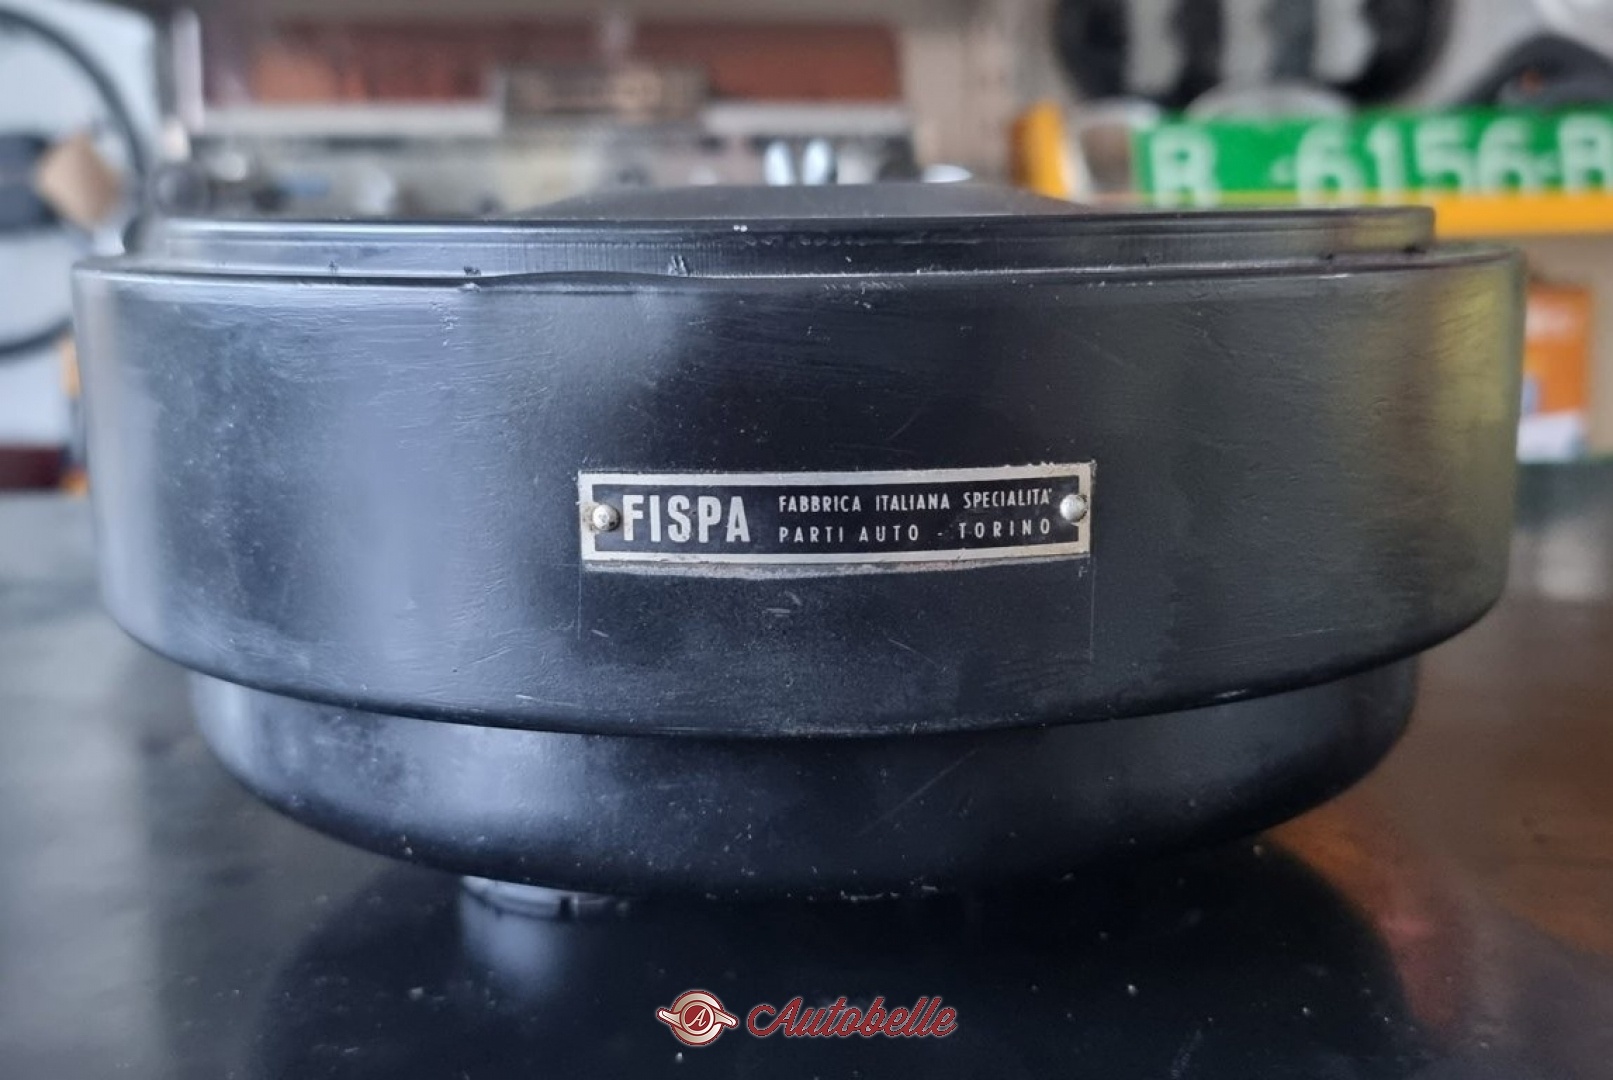 R -6156-R
FISPA
FABBRICA ITALIANA SPECIALITA'
PARTI AUTO - TORINO
A Autobelle